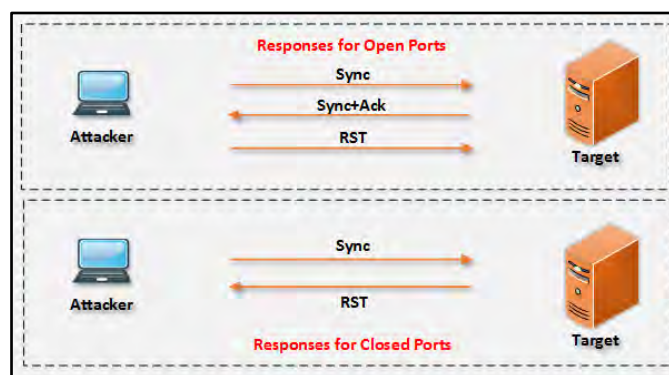 Responses for Open Ports
Sync
Sync+Ack
RST
Attacker
Target
Sync
RST
Attacker
Target
Responses for Closed Ports